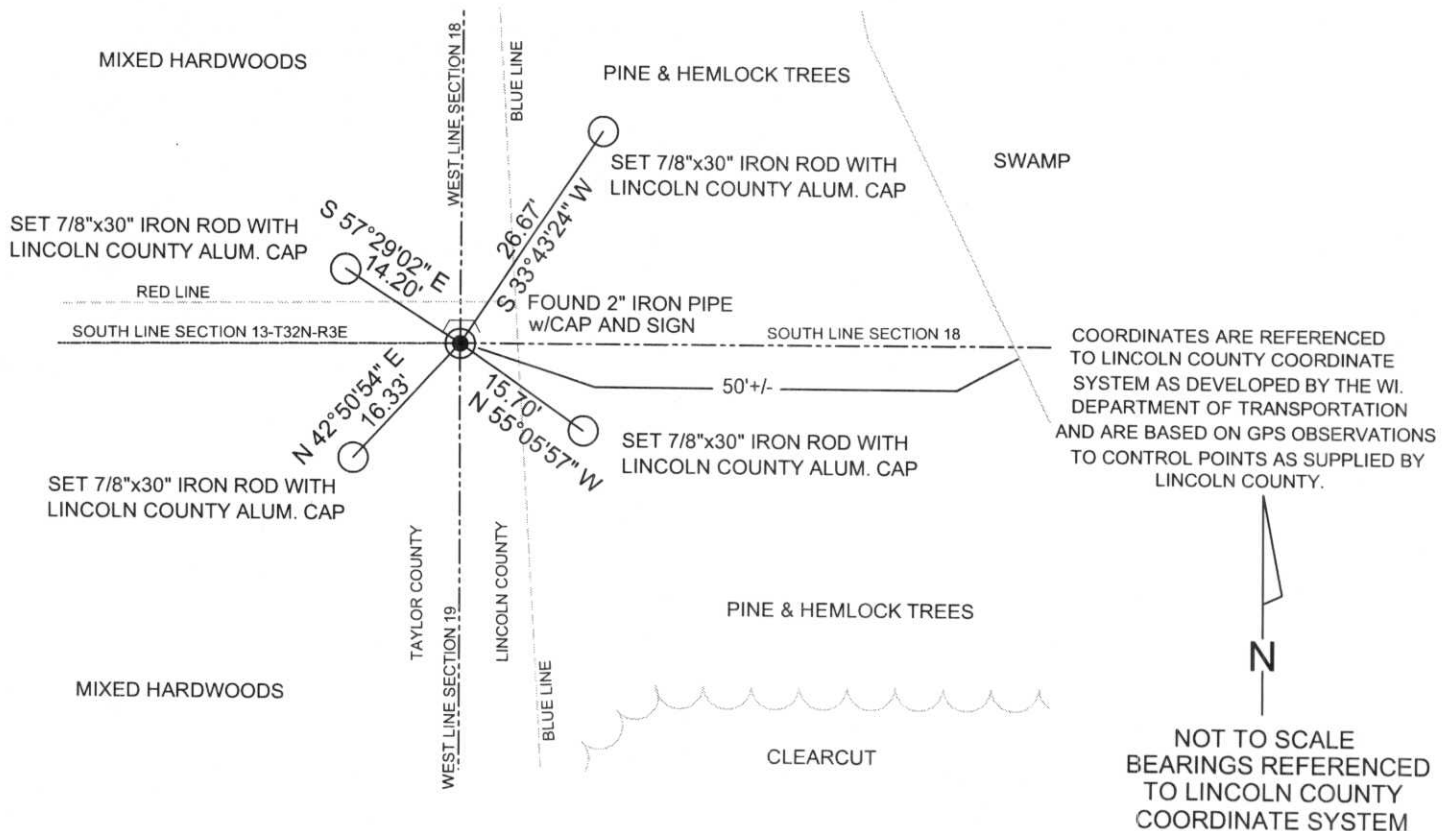 MIXED HARDWOODS
WEST LINE SECTION 18
BLUE LINE
PINE & HEMLOCK TREES
SWAMP
SET 7/8"x30" IRON ROD WITH
LINCOLN COUNTY ALUM. CAP
26.67'
S 33°43'24" W
SET 7/8"x30" IRON ROD WITH
LINCOLN COUNTY ALUM. CAP
S 57°29'02" E
14.20'
RED LINE
SOUTH LINE SECTION 13-T32N-R3E
FOUND 2" IRON PIPE
w/CAP AND SIGN
SOUTH LINE SECTION 18
50'+/-
N 42°50'54" E
16.33'
15.70'
N 55°05'57" W
SET 7/8"x30" IRON ROD WITH
LINCOLN COUNTY ALUM. CAP
SET 7/8"x30" IRON ROD WITH
LINCOLN COUNTY ALUM. CAP
COORDINATES ARE REFERENCED
TO LINCOLN COUNTY COORDINATE
SYSTEM AS DEVELOPED BY THE WI.
DEPARTMENT OF TRANSPORTATION
AND ARE BASED ON GPS OBSERVATIONS
TO CONTROL POINTS AS SUPPLIED BY
LINCOLN COUNTY.
TAYLOR COUNTY
WEST LINE SECTION 19
LINCOLN COUNTY
BLUE LINE
PINE & HEMLOCK TREES
MIXED HARDWOODS
CLEARCUT
N
NOT TO SCALE
BEARINGS REFERENCED
TO LINCOLN COUNTY
COORDINATE SYSTEM